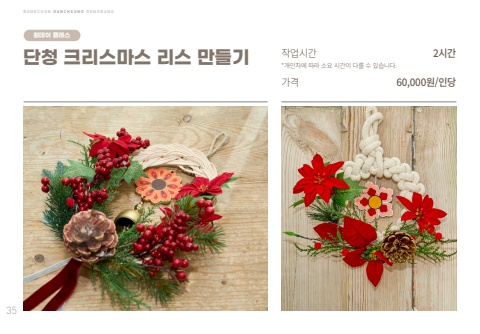 원데이 클래스
단청 크리스마스 리스 만들기
작업시간 2시간
*개인차에 따라 소요 시간이 다를 수 있습니다.
가격 60,000원/인당
35